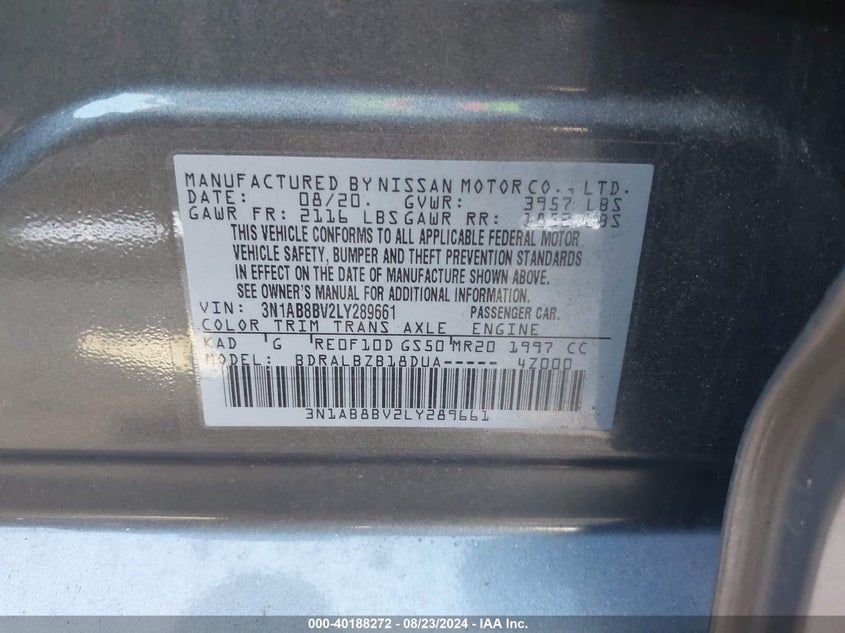 MANUFACTURED BY NISSAN MOTOR CO., LTD.
DATE: 08/20. GVWR: 3957 LBS
GAWR FR: 2116 LBS GAWR RR: LBS
THIS VEHICLE CONFORMS TO ALL APPLICABLE FEDERAL MOTOR
VEHICLE SAFETY, BUMPER AND THEFT PREVENTION STANDARDS
IN EFFECT ON THE DATE OF MANUFACTURE SHOWN ABOVE.
SEE OWNER'S MANUAL FOR ADDITIONAL INFORMATION.
VIN: 3N1AB8BV2LY289661 PASSENGER CAR.
COLOR TRIM TRANS AXLE ENGINE
KAD 'G RE0F10D GS50 MR20 1997 CC
MODEL: BDRALBZB18DUA----- 4Z000
3N1AB8BV2LY289661
000-40188272 - 08/23/2024 - IAA Inc.